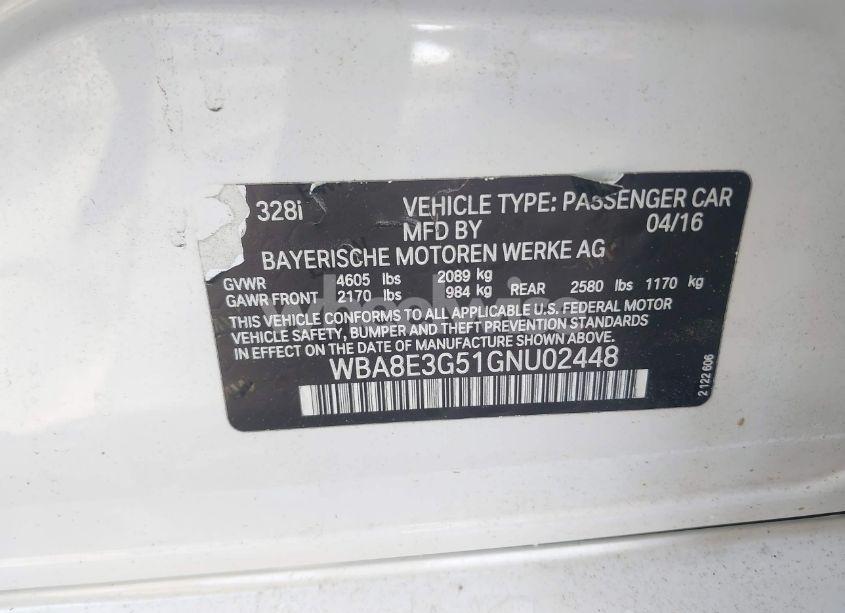 328i VEHICLE TYPE: PASSENGER CAR
MFD BY 04/16
BAYERISCHE MOTOREN WERKE AG
GVWR 4605 lbs 2089 kg
GAWR FRONT 2170 lbs 984 kg REAR 2580 lbs 1170 kg
THIS VEHICLE CONFORMS TO ALL APPLICABLE U.S. FEDERAL MOTOR
VEHICLE SAFETY, BUMPER AND THEFT PREVENTION STANDARDS
IN EFFECT ON THE DATE OF MANUFACTURE SHOWN ABOVE.
WBA8E3G51GNU02448
2 122 606